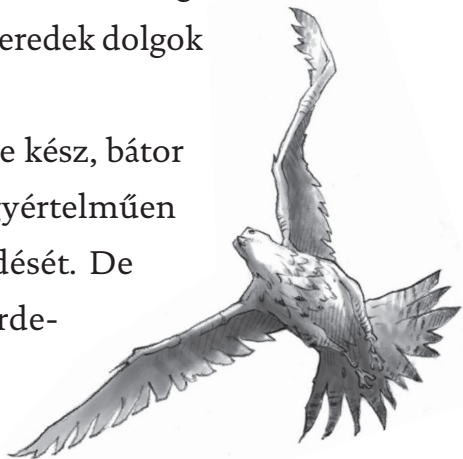 eredek dolgok
e kész, bátor
yértelműen
dését. De
rde-